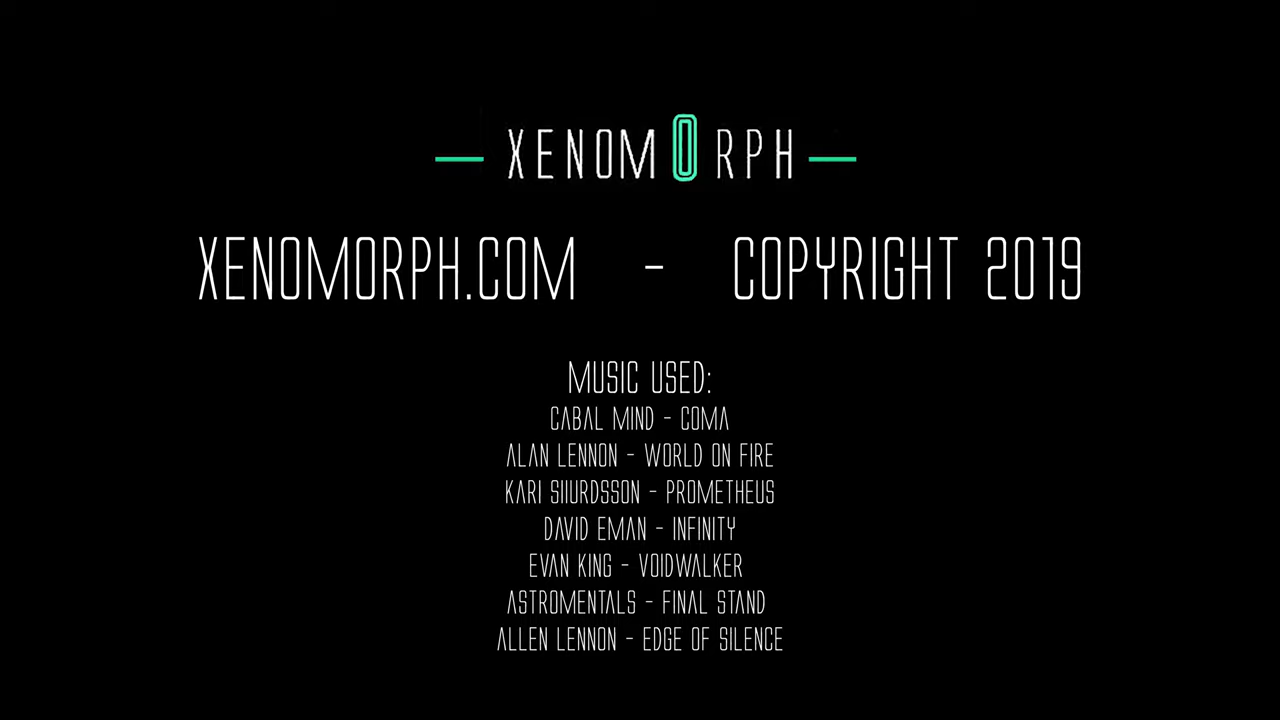 XENOMORPH
XENOMORPH.COM - COPYRIGHT 2019
MUSIC USED:
CABAL MIND - COMA
ALAN LENNON - WORLD ON FIRE
KARI SIIURDSSON - PROMETHEUS
DAVID EMAN - INFINITY
EVAN KING - VOIDWALKER
ASTROMENTALS - FINAL STAND
ALLEN LENNON - EDGE OF SILENCE